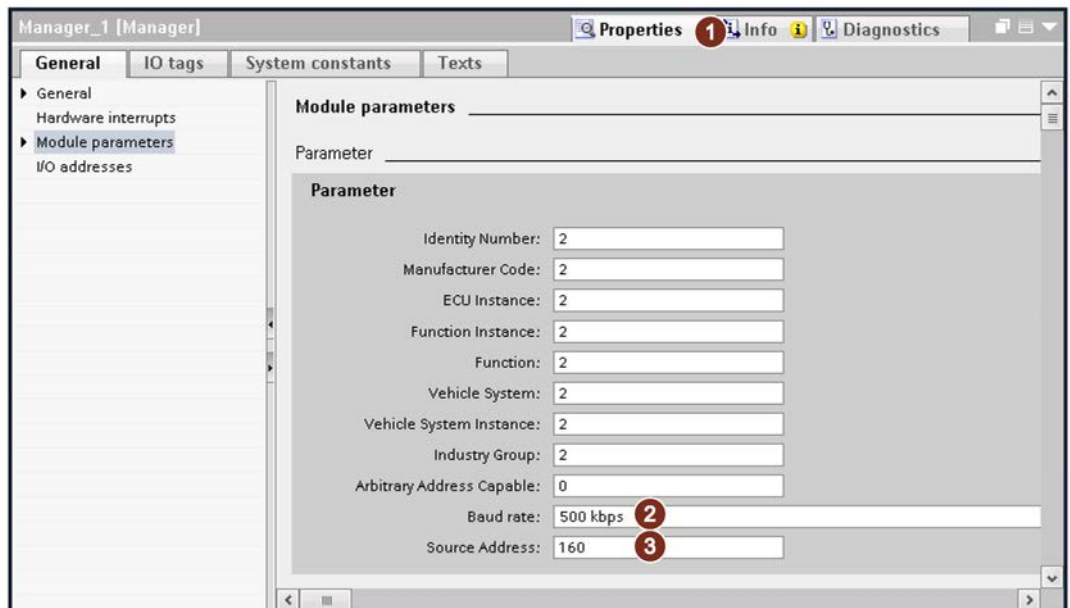 Manager_1 [Manager]
Properties 1 Info Diagnostics
General IO tags System constants Texts
General
Hardware interrupts
Module parameters
I/O addresses
Module parameters
Parameter
Parameter
Identity Number: 2
Manufacturer Code: 2
ECU Instance: 2
Function Instance: 2
Function: 2
Vehicle System: 2
Vehicle System Instance: 2
Industry Group: 2
Arbitrary Address Capable: 0
Baud rate: 500 kbps 2
Source Address: 160 3